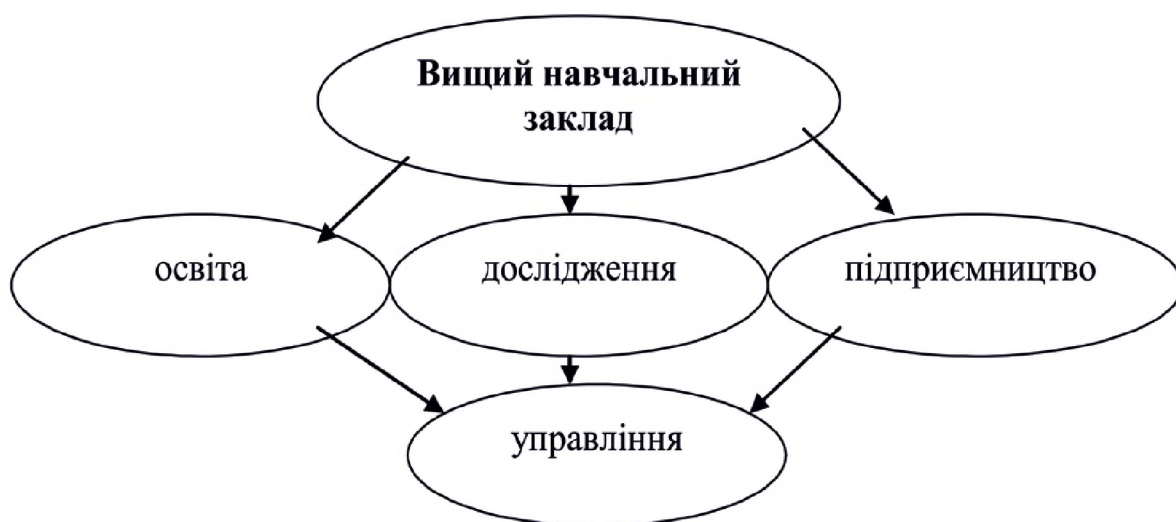 Вищий навчальний
заклад
освіта
дослідження
підприємництво
управління